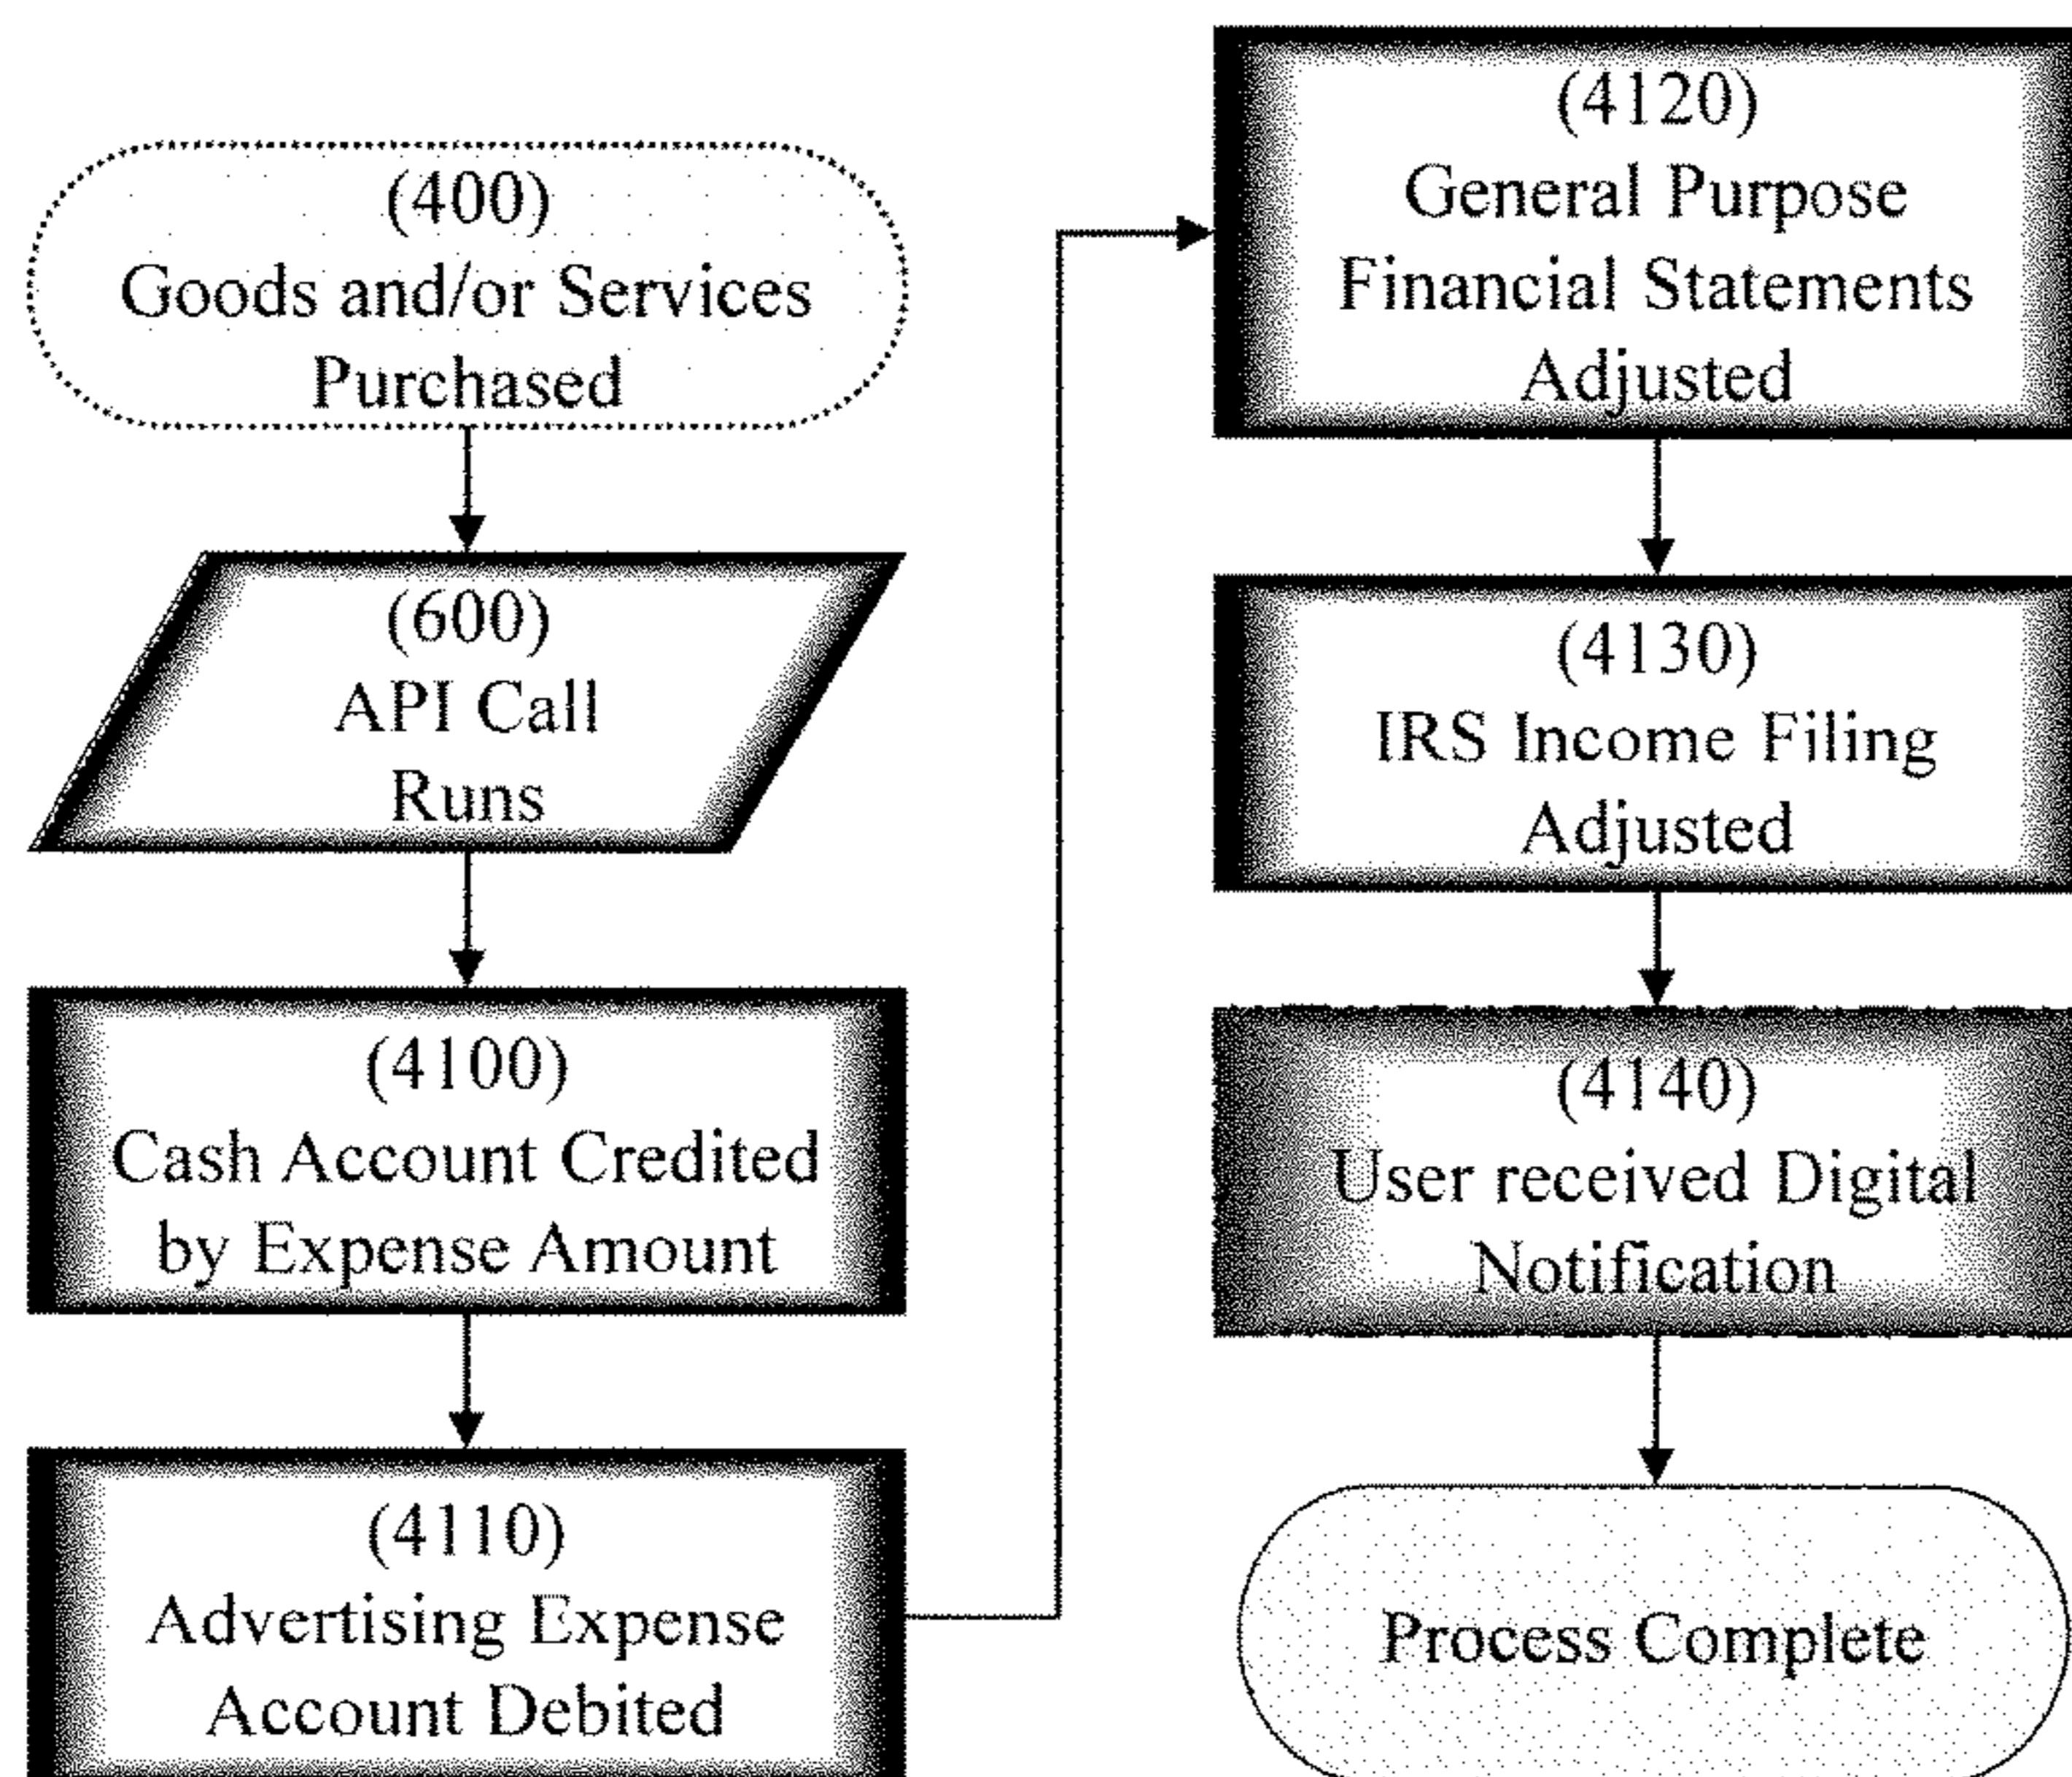 (400)
Goods and/or Services
Purchased
(600)
API Call
Runs
(4100)
Cash Account Credited
by Expense Amount
(4110)
Advertising Expense
Account Debited
(4120)
General Purpose
Financial Statements
Adjusted
(4130)
IRS Income Filing
Adjusted
(4140)
User received Digital
Notification
Process Complete